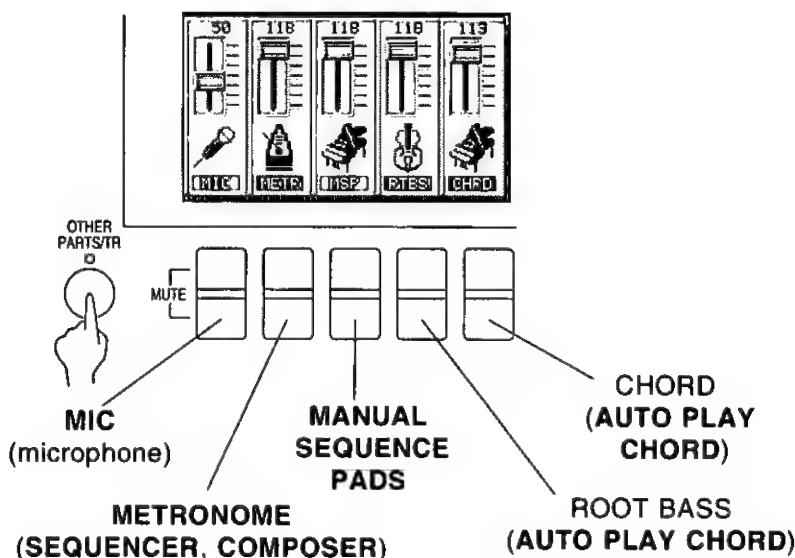 50 118 118 118 113
MIC METR MSP RTBS CHRD
OTHER
PARTS/TR
MUTE
MIC
(microphone)
MANUAL
SEQUENCE
PADS
CHORD
(AUTO PLAY
CHORD)
METRONOME
(SEQUENCER, COMPOSER)
ROOT BASS
(AUTO PLAY CHORD)